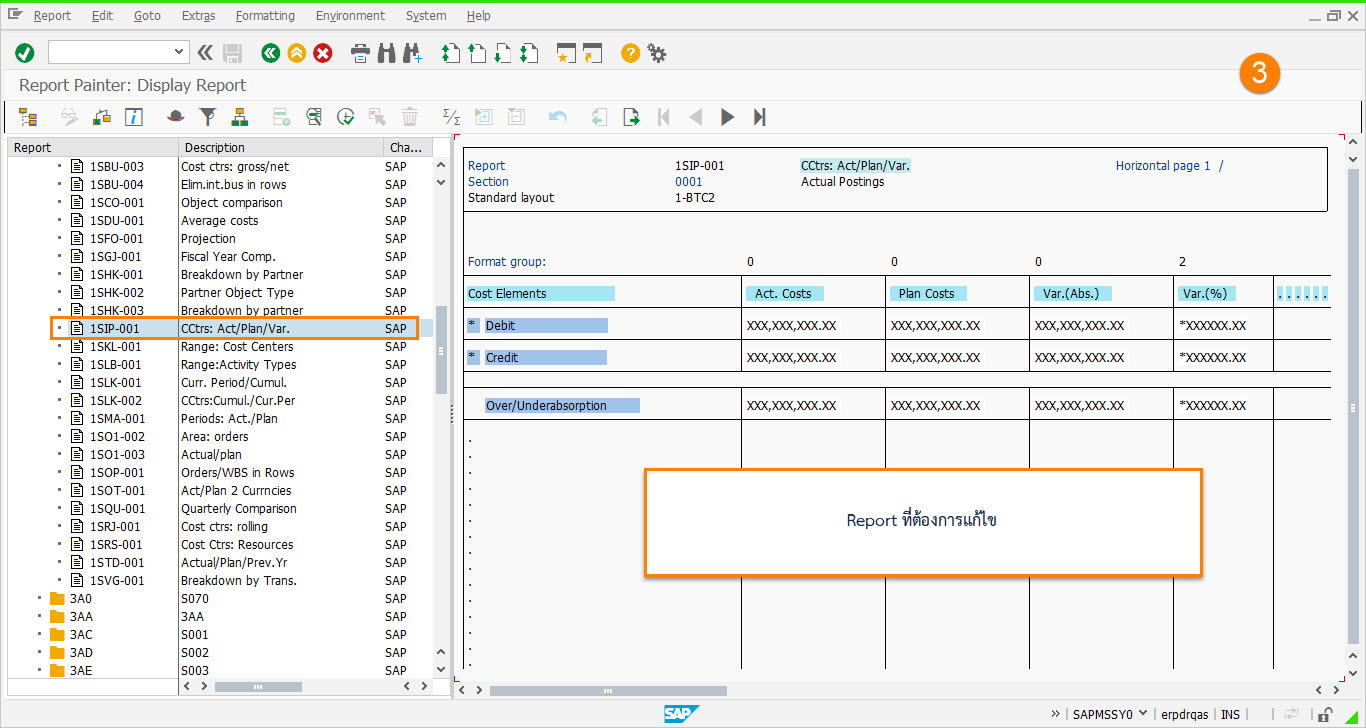 Report Edit Goto Extras Formatting Environment System Help
3
Report Painter: Display Report
Report Description Cha...
1SBU-003 Cost ctrs: gross/net SAP
1SBU-004 Elim.int.bus in rows SAP
1SCO-001 Object comparison SAP
1SDU-001 Average costs SAP
1SFO-001 Projection SAP
1SGJ-001 Fiscal Year Comp. SAP
1SHK-001 Breakdown by Partner SAP
1SHK-002 Partner Object Type SAP
1SHK-003 Breakdown by partner SAP
1SIP-001 CCtrs: Act/Plan/Var. SAP
1SKL-001 Range: Cost Centers SAP
1SLB-001 Range:Activity Types SAP
1SLK-001 Curr. Period/Cumul. SAP
1SLK-002 CCtrs:Cumul./Cur.Per SAP
1SMA-001 Periods: Act./Plan SAP
1SO1-002 Area: orders SAP
1SO1-003 Actual/plan SAP
1SOP-001 Orders/WBS in Rows SAP
1SOT-001 Act/Plan 2 Currncies SAP
1SQU-001 Quarterly Comparison SAP
1SRJ-001 Cost ctrs: rolling SAP
1SRS-001 Cost Ctrs: Resources SAP
1STD-001 Actual/Plan/Prev.Yr SAP
1SVG-001 Breakdown by Trans. SAP
3A0 S070 SAP
3AA 3AA SAP
3AC S001 SAP
3AD S002 SAP
3AE S003 SAP
Report 1SIP-001 CCtrs: Act/Plan/Var. Horizontal page 1 /
Section 0001 Actual Postings
Standard layout 1-BTC2
Format group: 0 0 0 2
Cost Elements Act. Costs Plan Costs Var.(Abs.) Var.(%) ......
* Debit XXX,XXX,XXX.XX XXX,XXX,XXX.XX XXX,XXX,XXX.XX *XXXXXX.XX
* Credit XXX,XXX,XXX.XX XXX,XXX,XXX.XX XXX,XXX,XXX.XX *XXXXXX.XX
Over/Underabsorption XXX,XXX,XXX.XX XXX,XXX,XXX.XX XXX,XXX,XXX.XX *XXXXXX.XX
Report ที่ต้องการแก้ไข
SAP SAPMSSY0 erpdrqas INS